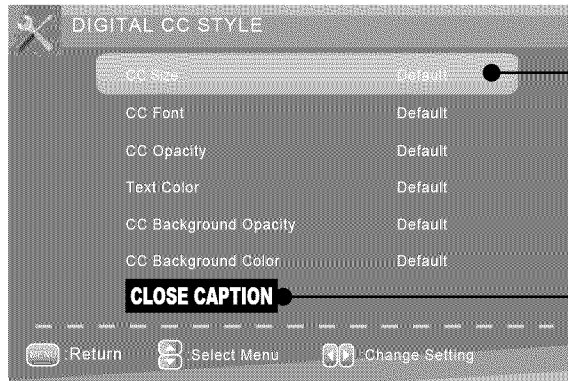 DIGITAL CC STYLE
CC Size Default
CC Font Default
CC Opacity Default
Text Color Default
CC Background Opacity Default
CC Background Color Default
CLOSE CAPTION
MENU :Return :Select Menu :Change Setting